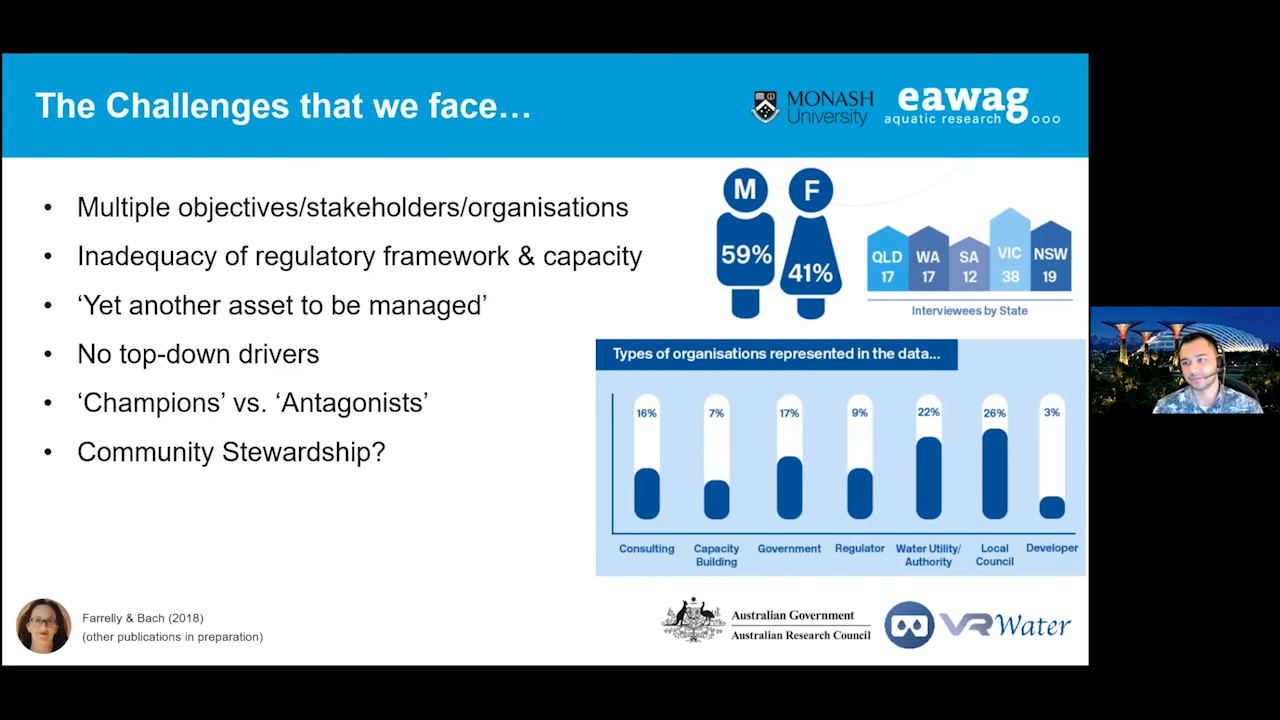 The Challenges that we face…
MONASH
University
eawag
aquatic research
• Multiple objectives/stakeholders/organisations
• Inadequacy of regulatory framework & capacity
• ‘Yet another asset to be managed’
• No top-down drivers
• ‘Champions’ vs. ‘Antagonists’
• Community Stewardship?
M F
59% 41%
QLD WA SA VIC NSW
17 17 12 38 19
Interviewees by State
Types of organisations represented in the data...
16% 7% 17% 9% 22% 26% 3%
Consulting Capacity Government Regulator Water Utility/ Local Developer
Building Authority Council
Farrelly & Bach (2018)
(other publications in preparation)
Australian Government
Australian Research Council
VRWater